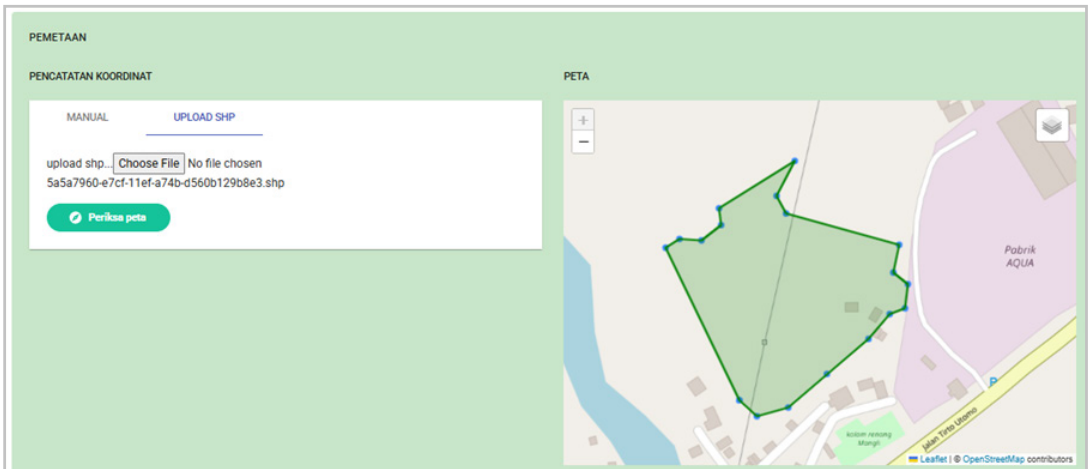 PEMETAAN
PENCATATAN KOORDINAT
MANUAL
UPLOAD SHP
upload shp... Choose File No file chosen
5a5a7960-e7cf-11ef-a74b-d560b129b8e3.shp
Periksa peta
PETA
+
−
Pabrik
AQUA
P
kolam renang
Mangli
Jalan Tirto Utomo
Leaflet | © OpenStreetMap contributors